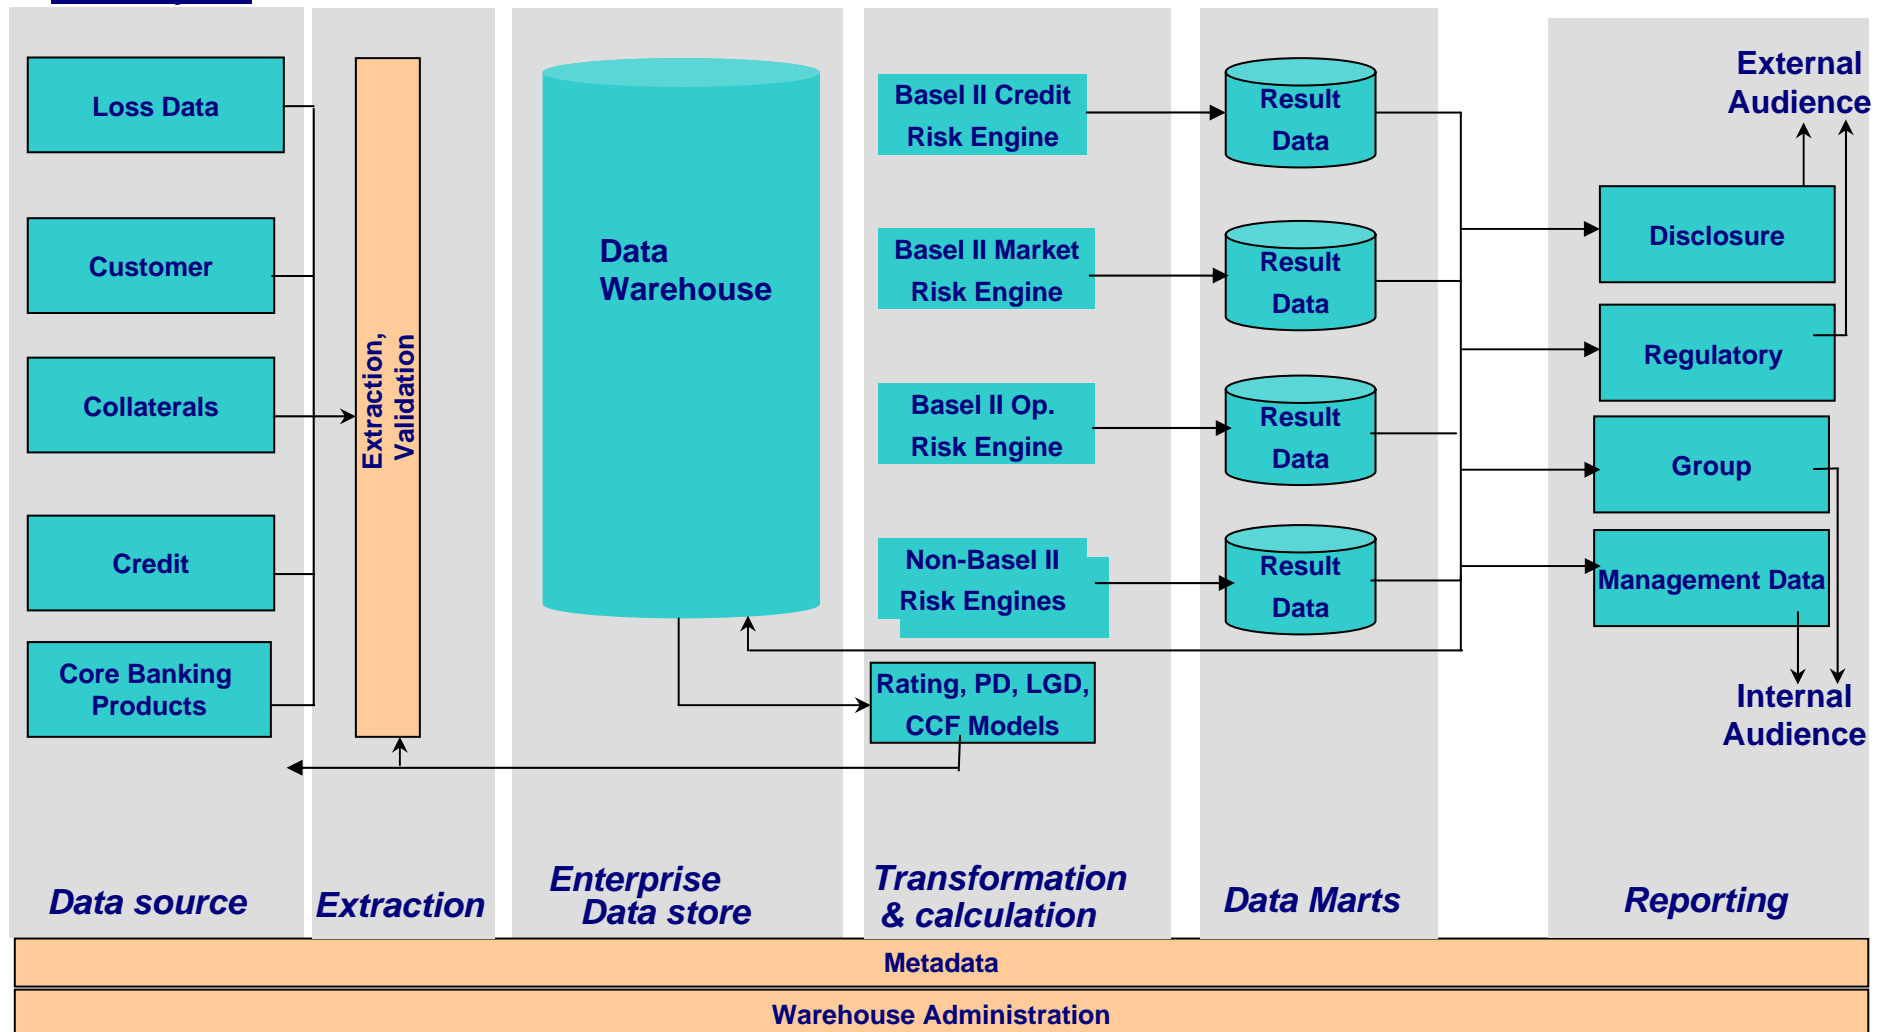 Loss Data
Customer
Collaterals
Credit
Core Banking
Products
Extraction,
Validation
Data
Warehouse
Basel II Credit
Risk Engine
Basel II Market
Risk Engine
Basel II Op.
Risk Engine
Non-Basel II
Risk Engines
Rating, PD, LGD,
CCF Models
Result
Data
Result
Data
Result
Data
Result
Data
External
Audience
Disclosure
Regulatory
Group
Management Data
Internal
Audience
Data source
Extraction
Enterprise
Data store
Transformation
& calculation
Data Marts
Reporting
Metadata
Warehouse Administration